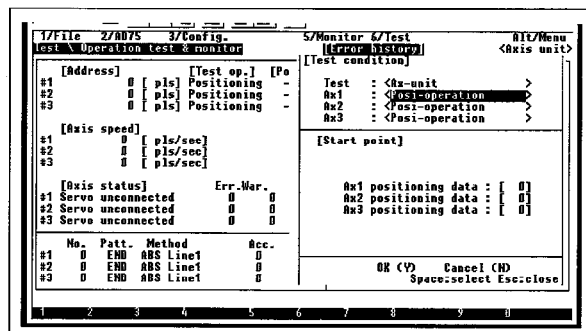 1/File 2/AD75 3/Config. 5/Monitor 6/Test Alt/Menu
Test \ Operation test & monitor [Error history] <Axis unit>
[Address] [Test op.] [Po
#1 0 [ pls] Positioning -
#2 0 [ pls] Positioning -
#3 0 [ pls] Positioning -
[Axis speed]
#1 0 [ pls/sec]
#2 0 [ pls/sec]
#3 0 [ pls/sec]
[Axis status] Err.War.
#1 Servo unconnected 0 0
#2 Servo unconnected 0 0
#3 Servo unconnected 0 0
No. Patt. Method Acc.
#1 0 END ABS Line1 0
#2 0 END ABS Line1 0
#3 0 END ABS Line1 0
[Test condition]
Test : <Ax-unit >
Ax1 : <Posi-operation >
Ax2 : <Posi-operation >
Ax3 : <Posi-operation >
[Start point]
Ax1 positioning data : [ 0]
Ax2 positioning data : [ 0]
Ax3 positioning data : [ 0]
OK (Y) Cancel (N)
Space:select Esc:close
1 2 3 4 5 6 7 8 9 0